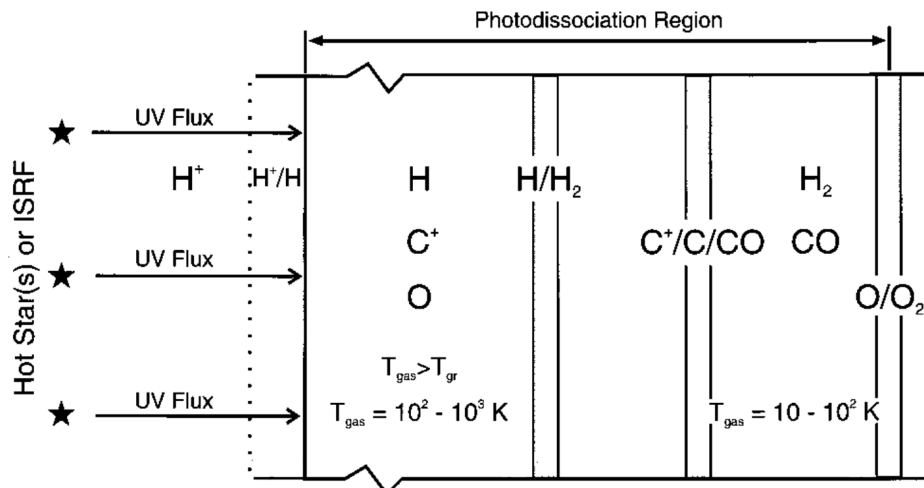 Photodissociation Region
Hot Star(s) or ISRF
UV Flux
H⁺
H⁺/H
H
H/H₂
H₂
C⁺
C⁺/C/CO
CO
UV Flux
O
O/O₂
T_gas>T_gr
UV Flux
T_gas = 10² - 10³ K
T_gas = 10 - 10² K